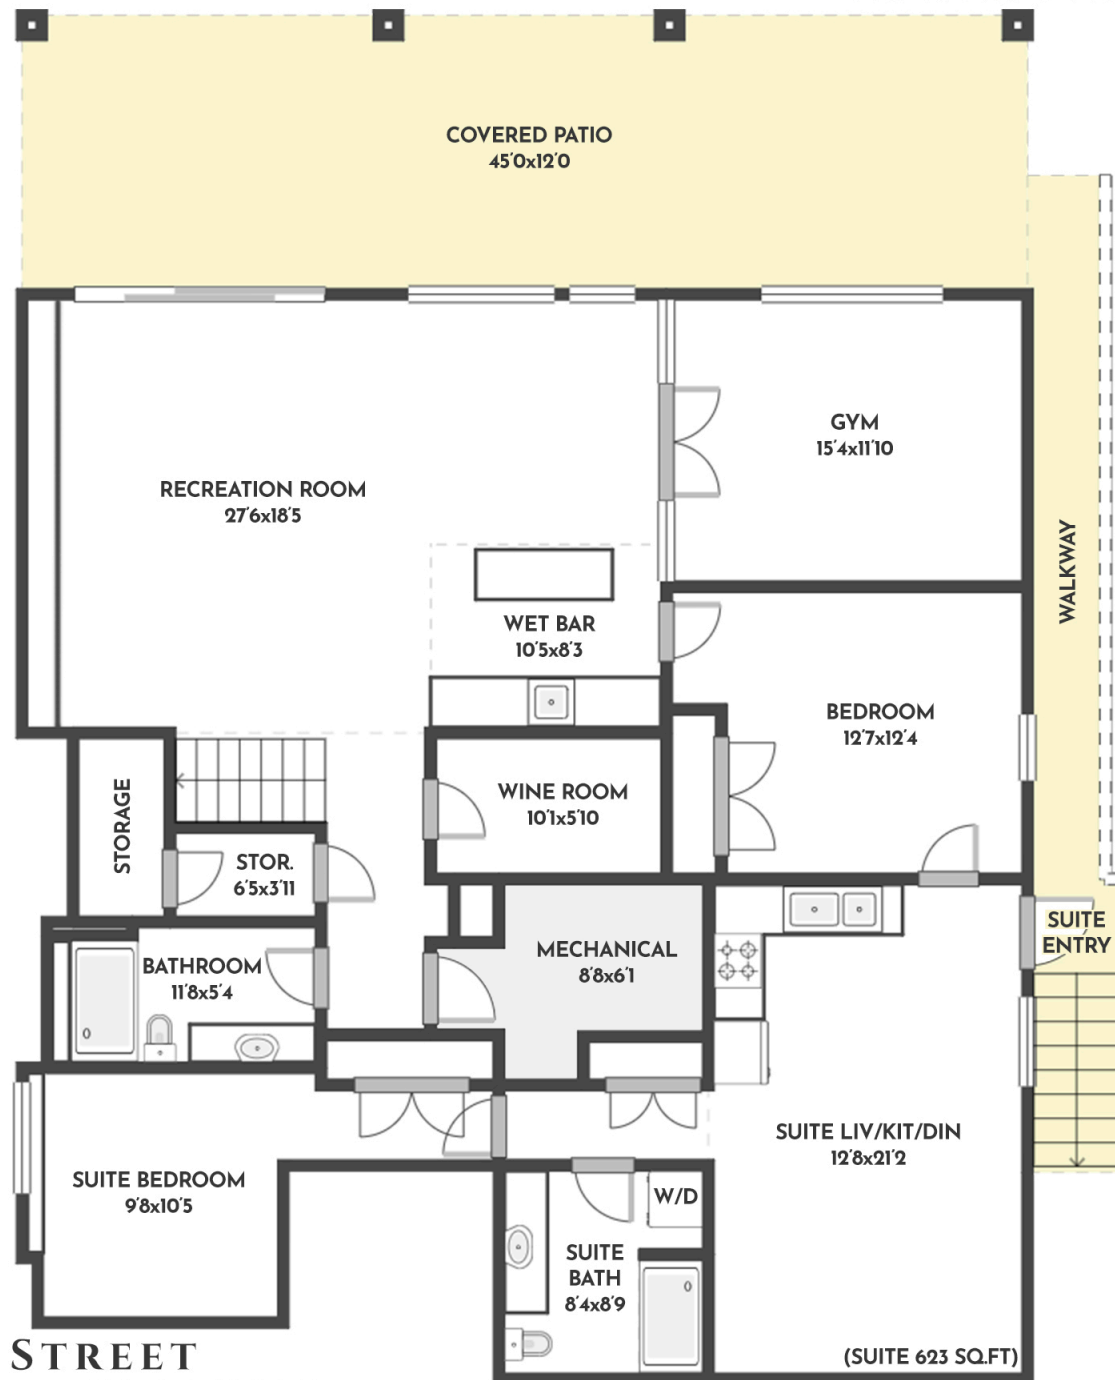 COVERED PATIO
45'0x12'0
GYM
15'4x11'10
RECREATION ROOM
27'6x18'5
WALKWAY
WET BAR
10'5x8'3
BEDROOM
12'7x12'4
WINE ROOM
10'1x5'10
STORAGE
STOR.
6'5x3'11
SUITE
ENTRY
MECHANICAL
8'8x6'1
BATHROOM
11'8x5'4
SUITE LIV/KIT/DIN
12'8x21'2
SUITE BEDROOM
9'8x10'5
W/D
SUITE
BATH
8'4x8'9
(SUITE 623 SQ.FT)
STREET